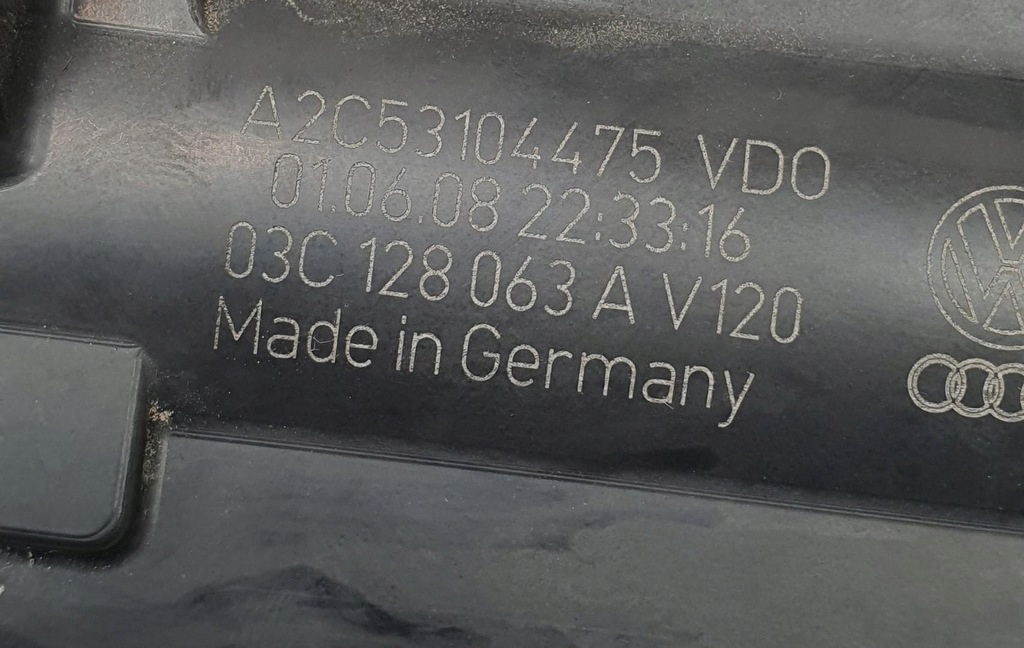 A2C53104475 VDO
01.06.08 22:33:16
03C 128 063 A V120
Made in Germany